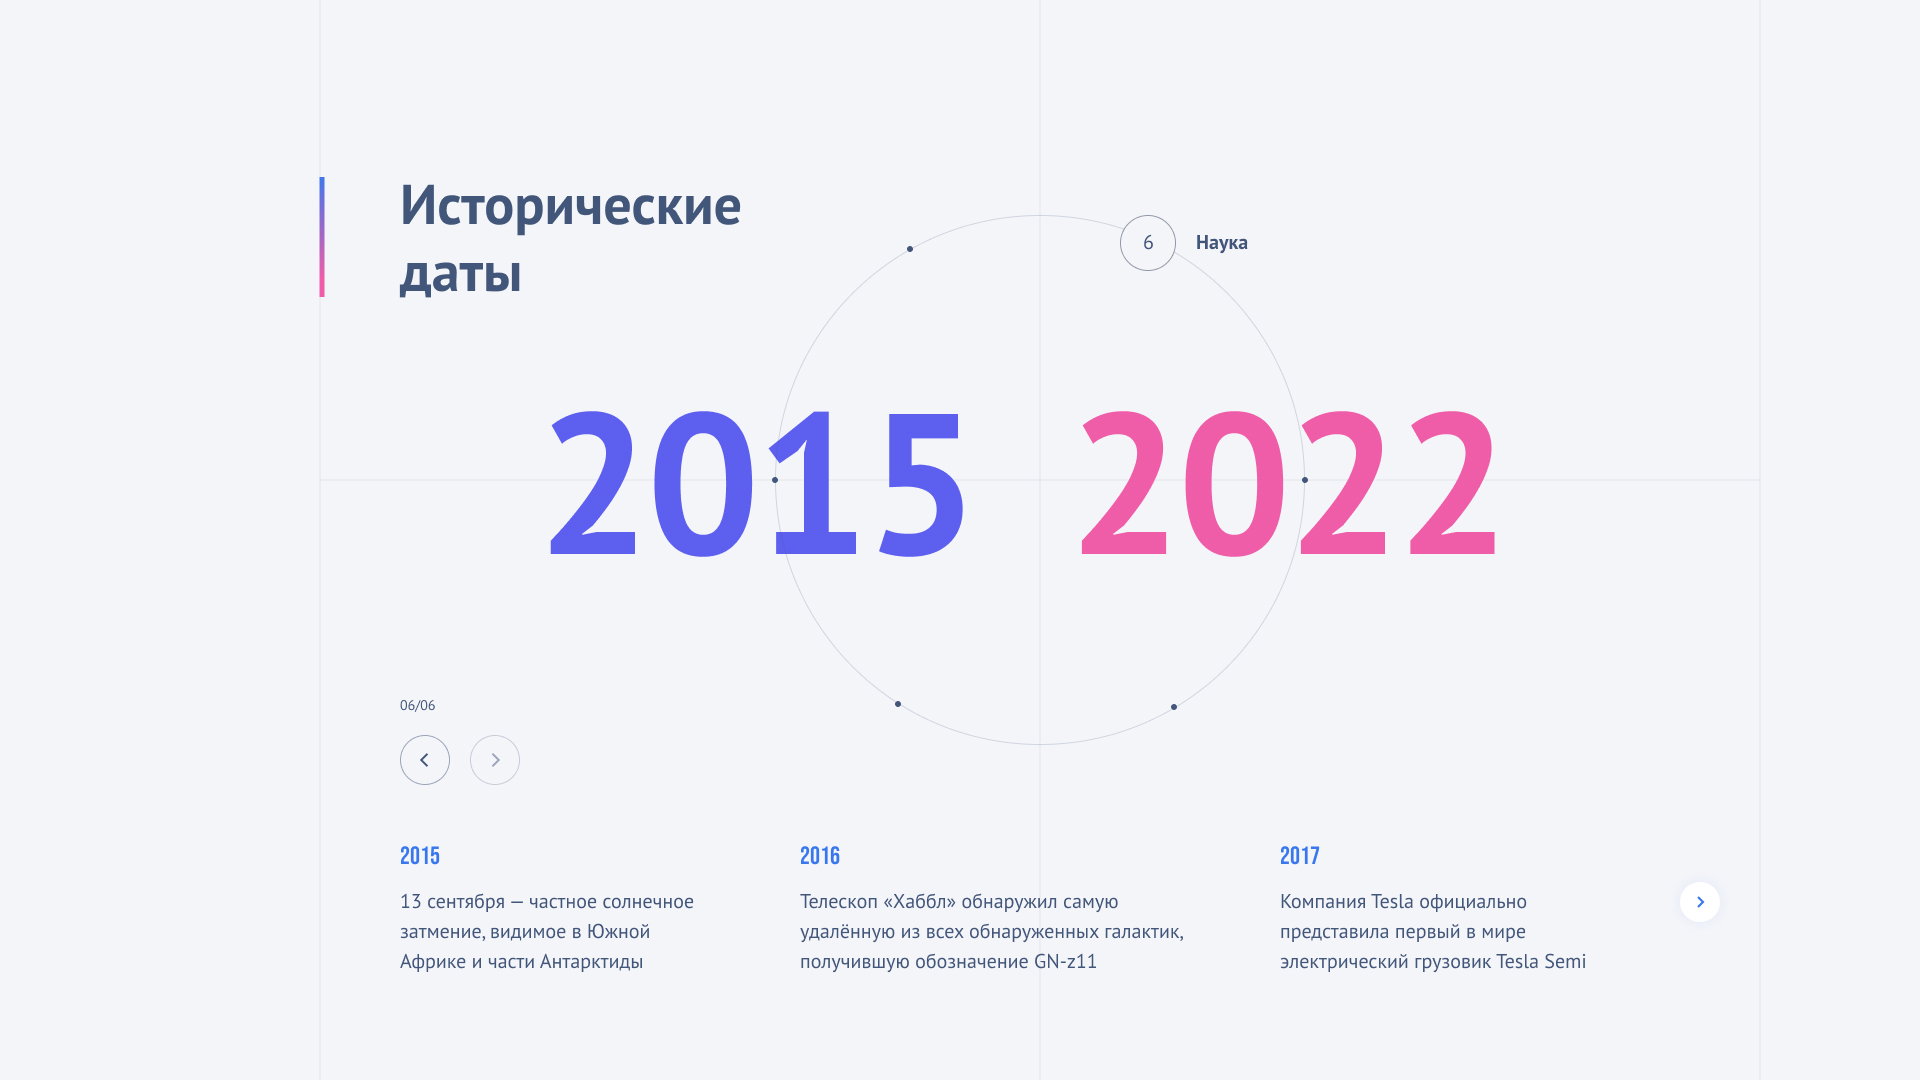 Исторические
даты
6
Наука
2015 2022
06/06
2015
13 сентября — частное солнечное
затмение, видимое в Южной
Африке и части Антарктиды
2016
Телескоп «Хаббл» обнаружил самую
удалённую из всех обнаруженных галактик,
получившую обозначение GN-z11
2017
Компания Tesla официально
представила первый в мире
электрический грузовик Tesla Semi